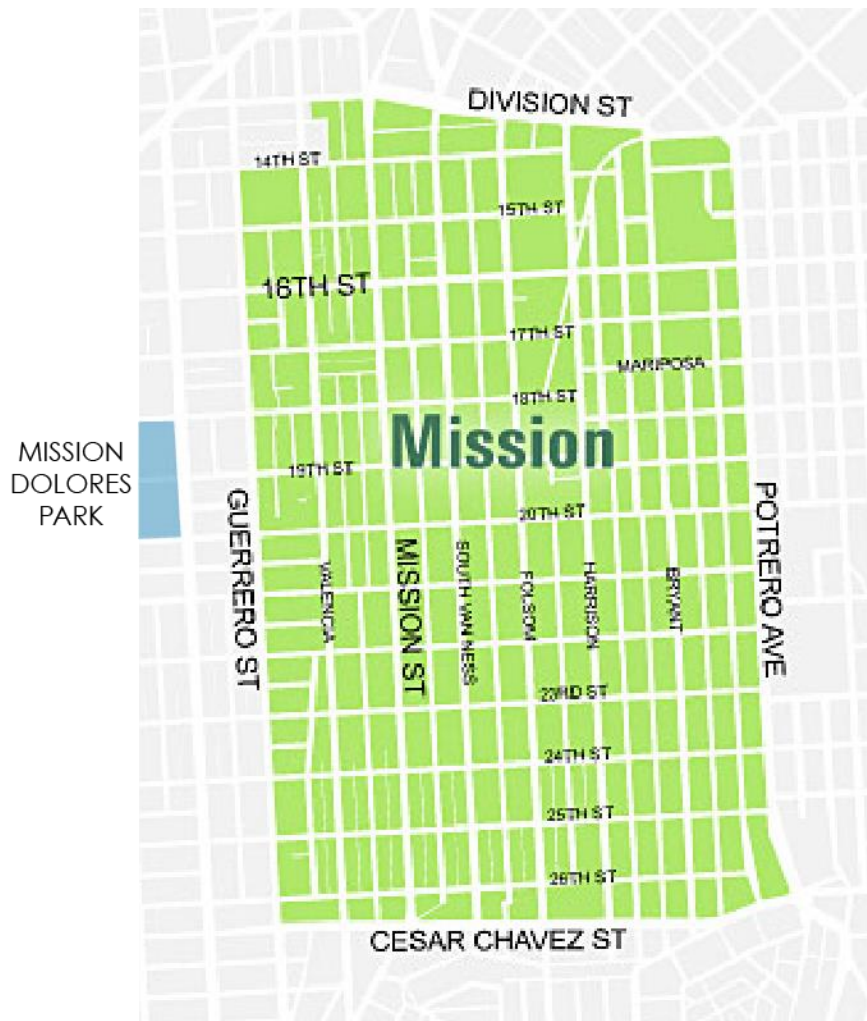 DIVISION ST
14TH ST
15TH ST
16TH ST
17TH ST
MARIPOSA
18TH ST
Mission
MISSION
DOLORES
PARK
19TH ST
20TH ST
GUERRERO ST
VALENCIA
MISSION ST
SOUTH VAN NESS
FOLSOM
HARRISON
BRYANT
POTRERO AVE
23RD ST
24TH ST
25TH ST
26TH ST
CESAR CHAVEZ ST